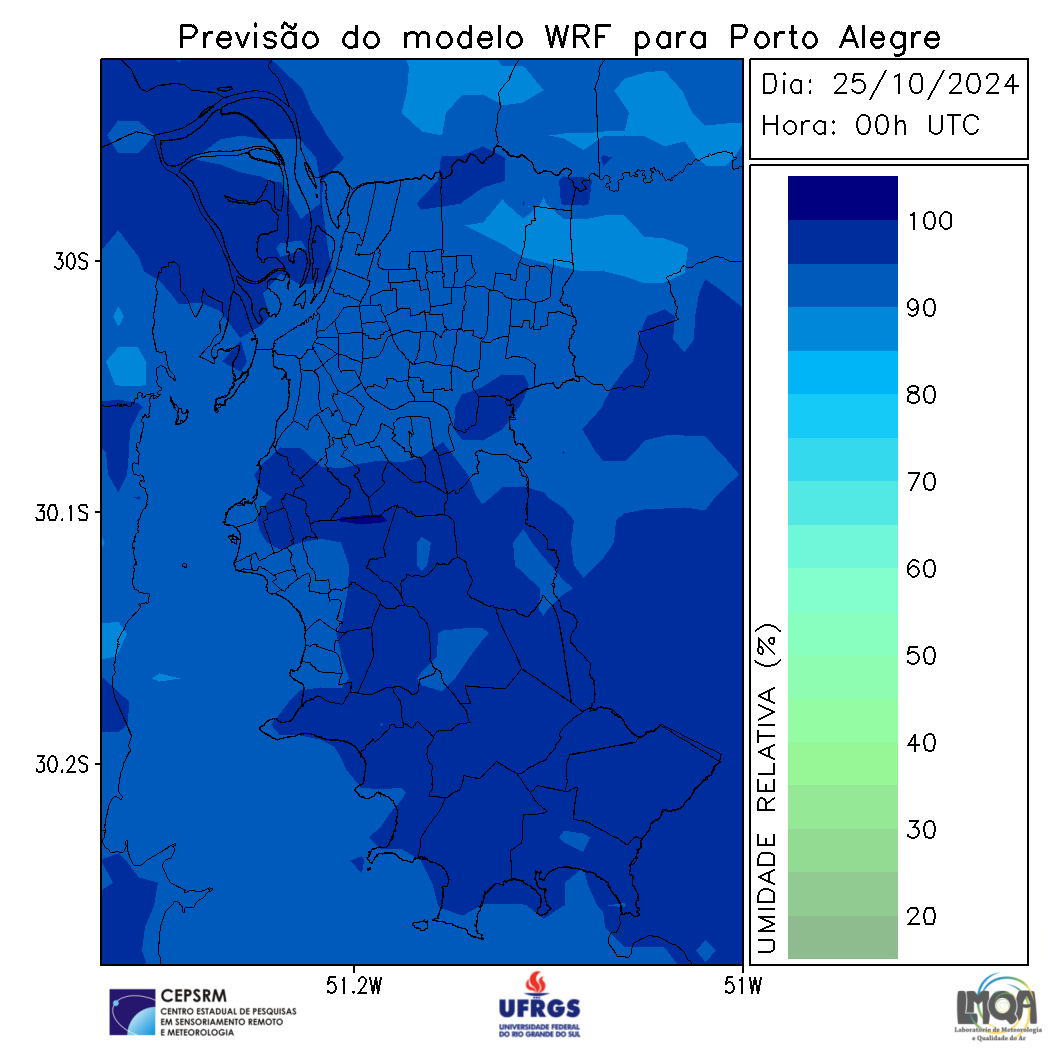 Previsão do modelo WRF para Porto Alegre
Dia: 25/10/2024
Hora: 00h UTC
30S
30.1S
30.2S
51.2W
51W
100
90
80
70
60
50
40
30
20
UMIDADE RELATIVA (%)
CEPSRM
CENTRO ESTADUAL DE PESQUISAS
EM SENSORIAMENTO REMOTO
E METEOROLOGIA
UFRGS
UNIVERSIDADE FEDERAL
DO RIO GRANDE DO SUL
LMQA
Laboratório de Meteorologia
e Qualidade do Ar